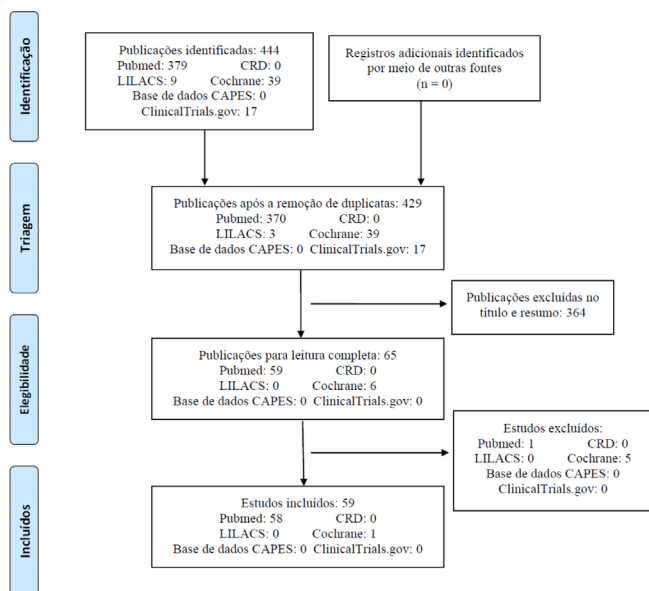 Identificação
Publicações identificadas: 444
Pubmed: 379 CRD: 0
LILACS: 9 Cochrane: 39
Base de dados CAPES: 0
ClinicalTrials.gov: 17
Registros adicionais identificados
por meio de outras fontes
(n = 0)
Triagem
Publicações após a remoção de duplicatas: 429
Pubmed: 370 CRD: 0
LILACS: 3 Cochrane: 39
Base de dados CAPES: 0 ClinicalTrials.gov: 17
Publicações excluídas no
título e resumo: 364
Elegibilidade
Publicações para leitura completa: 65
Pubmed: 59 CRD: 0
LILACS: 0 Cochrane: 6
Base de dados CAPES: 0 ClinicalTrials.gov: 0
Estudos excluídos:
Pubmed: 1 CRD: 0
LILACS: 0 Cochrane: 5
Base de dados CAPES: 0
ClinicalTrials.gov: 0
Incluídos
Estudos incluídos: 59
Pubmed: 58 CRD: 0
LILACS: 0 Cochrane: 1
Base de dados CAPES: 0 ClinicalTrials.gov: 0